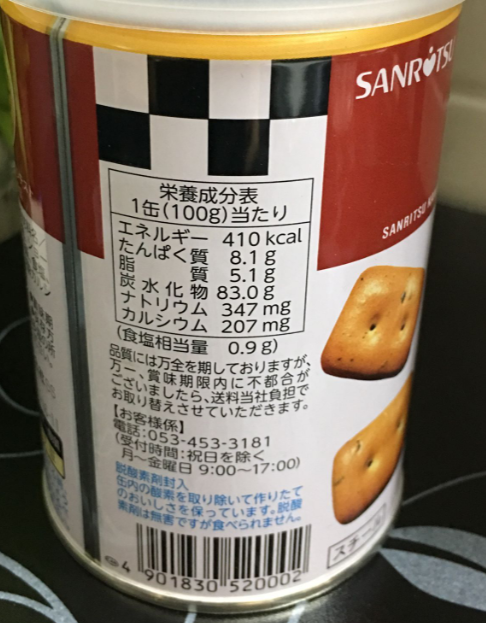 SANRITSU
SANRITSU
栄養成分表
1缶(100g)当たり
エネルギー 410 kcal
たんぱく質 8.1 g
脂質 5.1 g
炭水化物 83.0 g
ナトリウム 347 mg
カルシウム 207 mg
(食塩相当量 0.9 g)
品質には万全を期しておりますが、
万一、賞味期限内に不都合が
ございましたら、送料当社負担で
お取り替えさせていただきます。
【お客様係】
電話:053-453-3181
(受付時間:祝日を除く
月〜金曜日 9:00〜17:00)
脱酸素剤封入
缶内の酸素を取り除いて作りたて
のおいしさを保っています。脱酸
素剤は無害ですが食べられません。
スチール
4 901830 520002